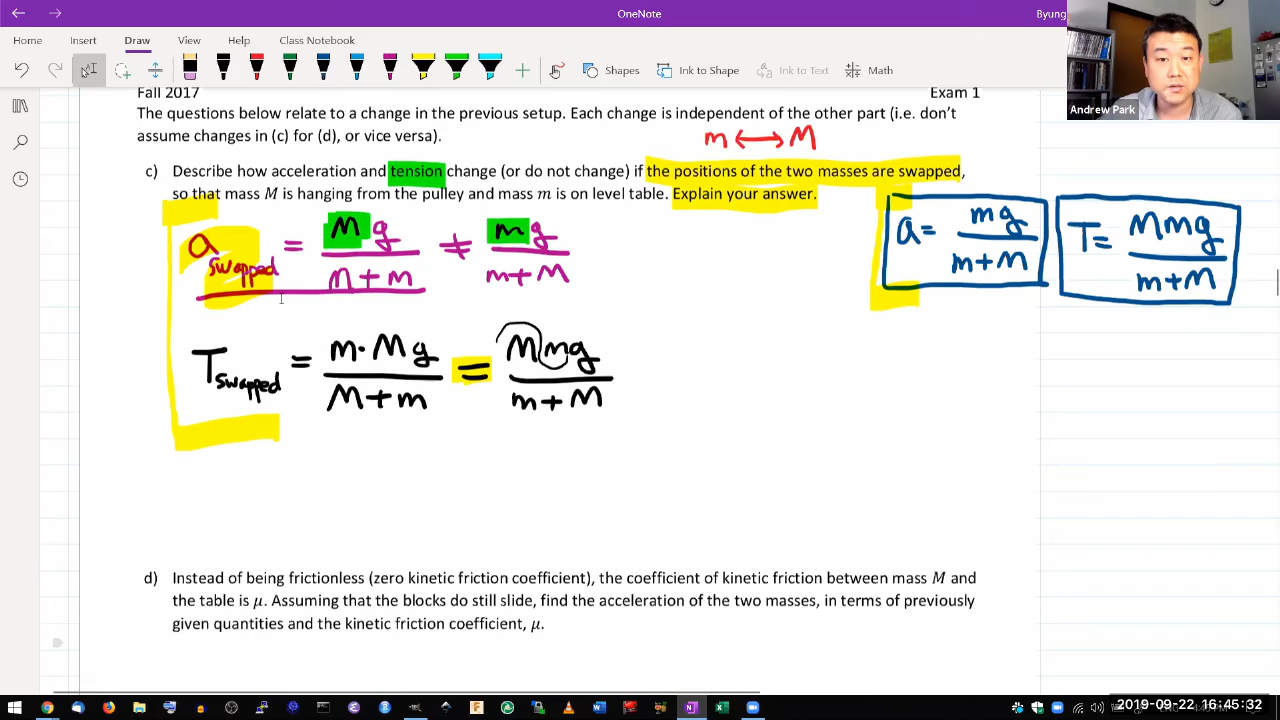 OneNote
Byung
Home Insert Draw View Help Class Notebook
Shapes Ink to Shape Ink to Text Math
Andrew Park
Fall 2017 Exam 1
The questions below relate to a change in the previous setup. Each change is independent of the other part (i.e. don't
assume changes in (c) for (d), or vice versa).
m ↔ M
c) Describe how acceleration and tension change (or do not change) if the positions of the two masses are swapped,
so that mass M is hanging from the pulley and mass m is on level table. Explain your answer.
a swapped = Mg / M+m ≠ mg / m+M
a = mg / m+M
T = Mmg / m+M
T swapped = m·Mg / M+m = Mmg / m+M
d) Instead of being frictionless (zero kinetic friction coefficient), the coefficient of kinetic friction between mass M and
the table is μ. Assuming that the blocks do still slide, find the acceleration of the two masses, in terms of previously
given quantities and the kinetic friction coefficient, μ.
2019-09-22 16:45:32